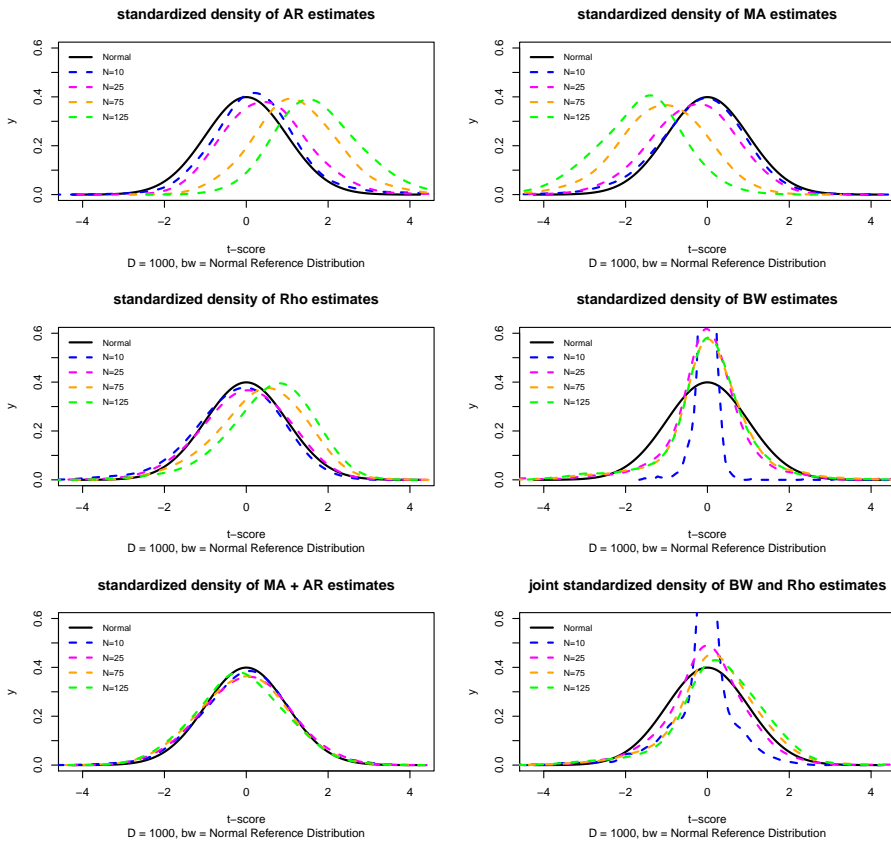 standardized density of AR estimates
0.0 0.2 0.4 0.6
y
Normal
N=10
N=25
N=75
N=125
−4 −2 0 2 4
t−score
D = 1000, bw = Normal Reference Distribution
standardized density of MA estimates
0.0 0.2 0.4 0.6
y
Normal
N=10
N=25
N=75
N=125
−4 −2 0 2 4
t−score
D = 1000, bw = Normal Reference Distribution
standardized density of Rho estimates
0.0 0.2 0.4 0.6
y
Normal
N=10
N=25
N=75
N=125
−4 −2 0 2 4
t−score
D = 1000, bw = Normal Reference Distribution
standardized density of BW estimates
0.0 0.2 0.4 0.6
y
Normal
N=10
N=25
N=75
N=125
−4 −2 0 2 4
t−score
D = 1000, bw = Normal Reference Distribution
standardized density of MA + AR estimates
0.0 0.2 0.4 0.6
y
Normal
N=10
N=25
N=75
N=125
−4 −2 0 2 4
t−score
D = 1000, bw = Normal Reference Distribution
joint standardized density of BW and Rho estimates
0.0 0.2 0.4 0.6
y
Normal
N=10
N=25
N=75
N=125
−4 −2 0 2 4
t−score
D = 1000, bw = Normal Reference Distribution